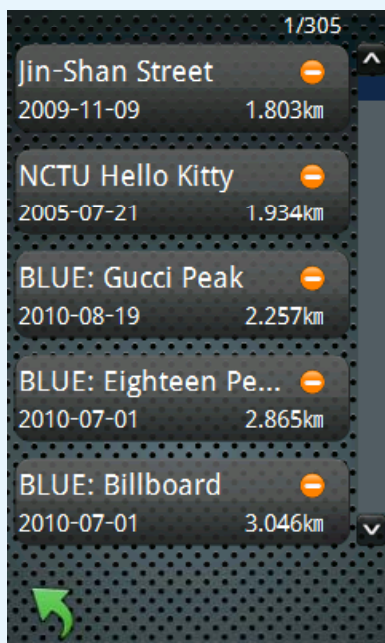 1/305
Jin-Shan Street
2009-11-09 1.803km
NCTU Hello Kitty
2005-07-21 1.934km
BLUE: Gucci Peak
2010-08-19 2.257km
BLUE: Eighteen Pe...
2010-07-01 2.865km
BLUE: Billboard
2010-07-01 3.046km